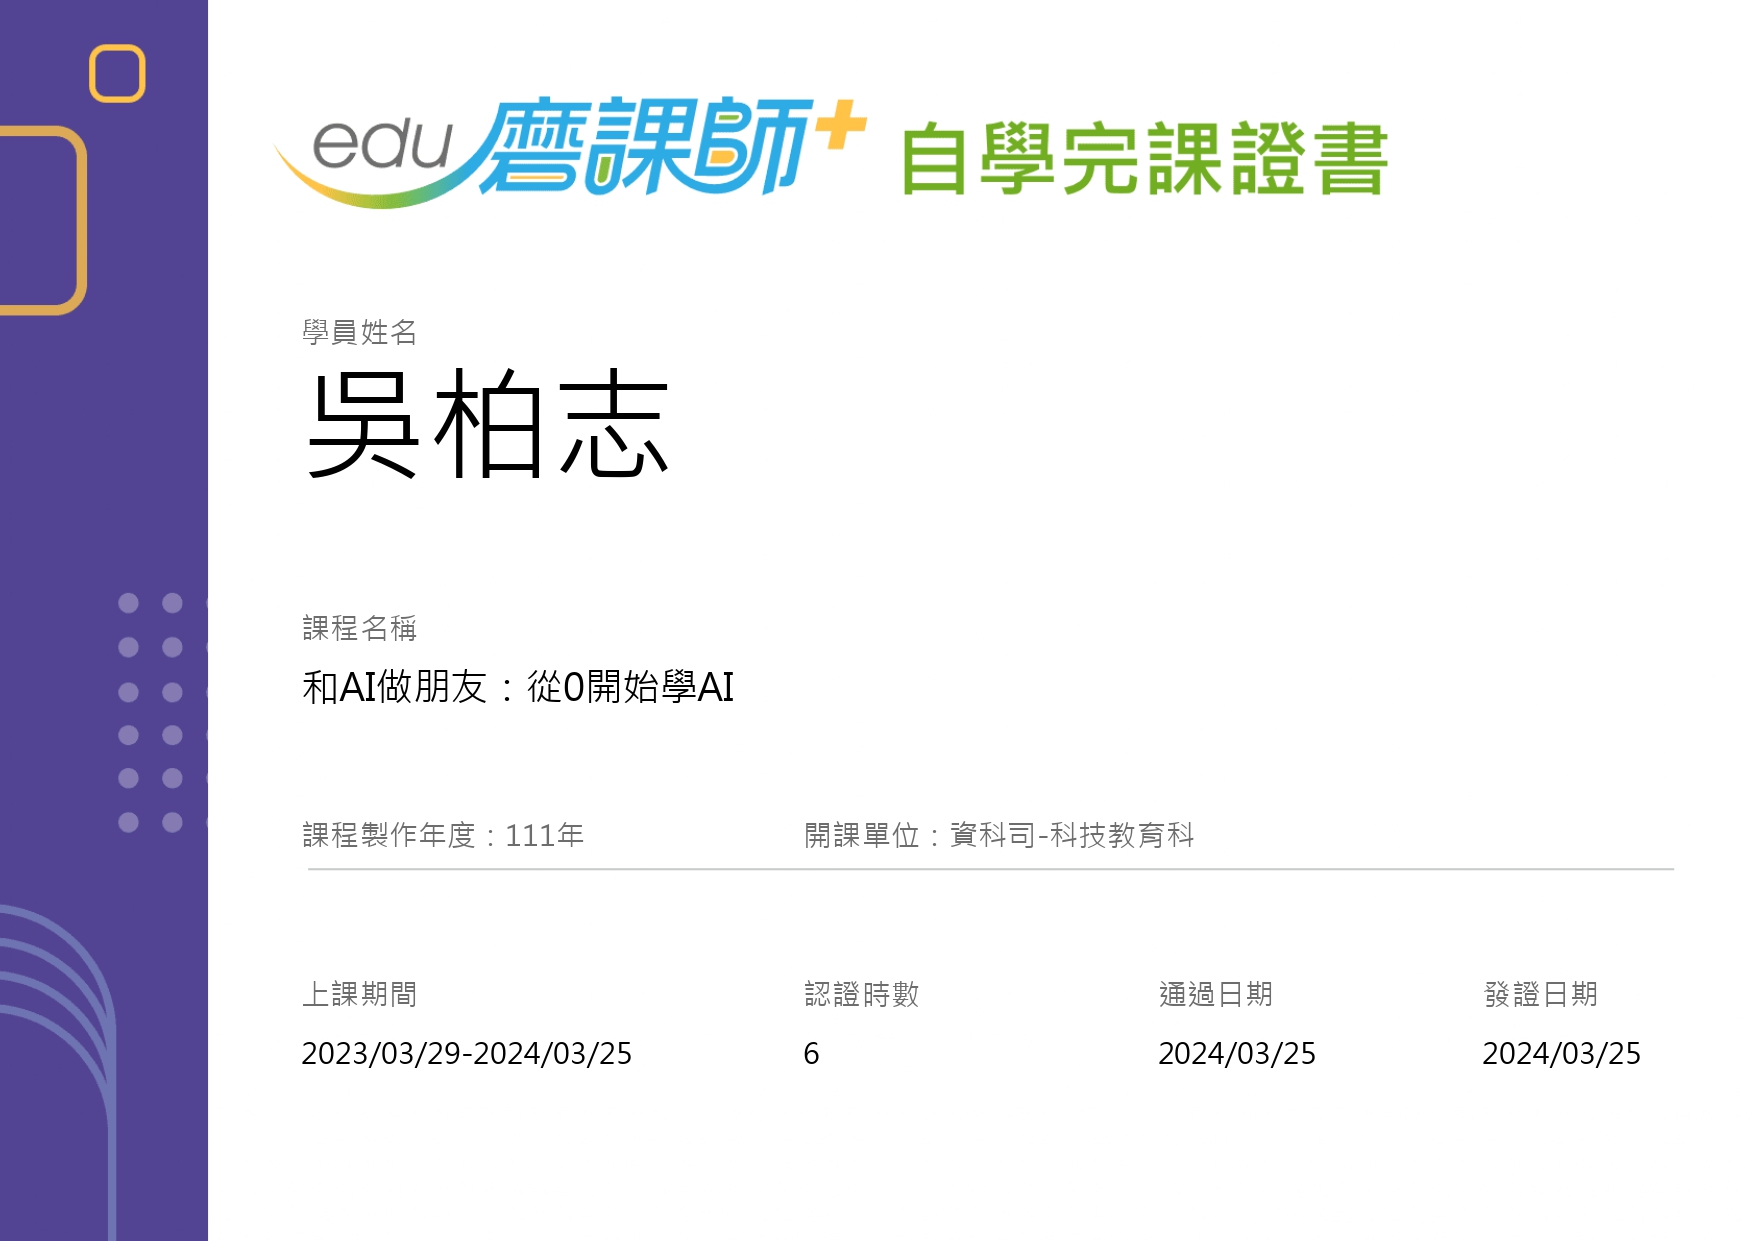 edu磨課師+ 自學完課證書
學員姓名
吳柏志
課程名稱
和AI做朋友：從0開始學AI
課程製作年度：111年 開課單位：資科司-科技教育科
上課期間 認證時數 通過日期 發證日期
2023/03/29-2024/03/25 6 2024/03/25 2024/03/25